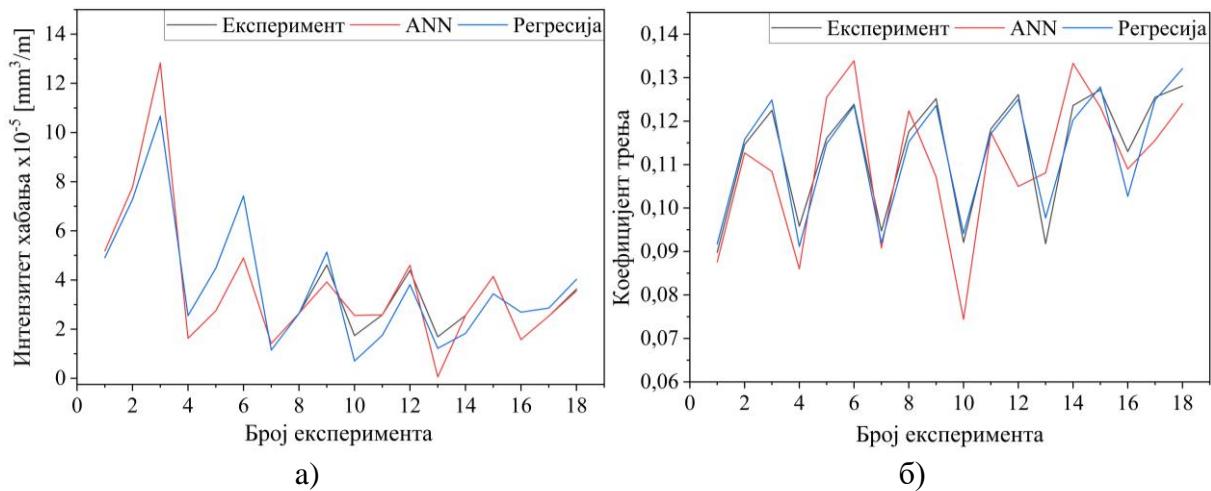 Експеримент ANN Регресија
14
12
10
8
6
4
2
0
Интензитет хабања x10-5 [mm3/m]
0 2 4 6 8 10 12 14 16 18
Број експеримента
а)
Експеримент ANN Регресија
0,14
0,13
0,12
0,11
0,10
0,09
0,08
0,07
0,06
Коефицијент трења
0 2 4 6 8 10 12 14 16 18
Број експеримента
б)